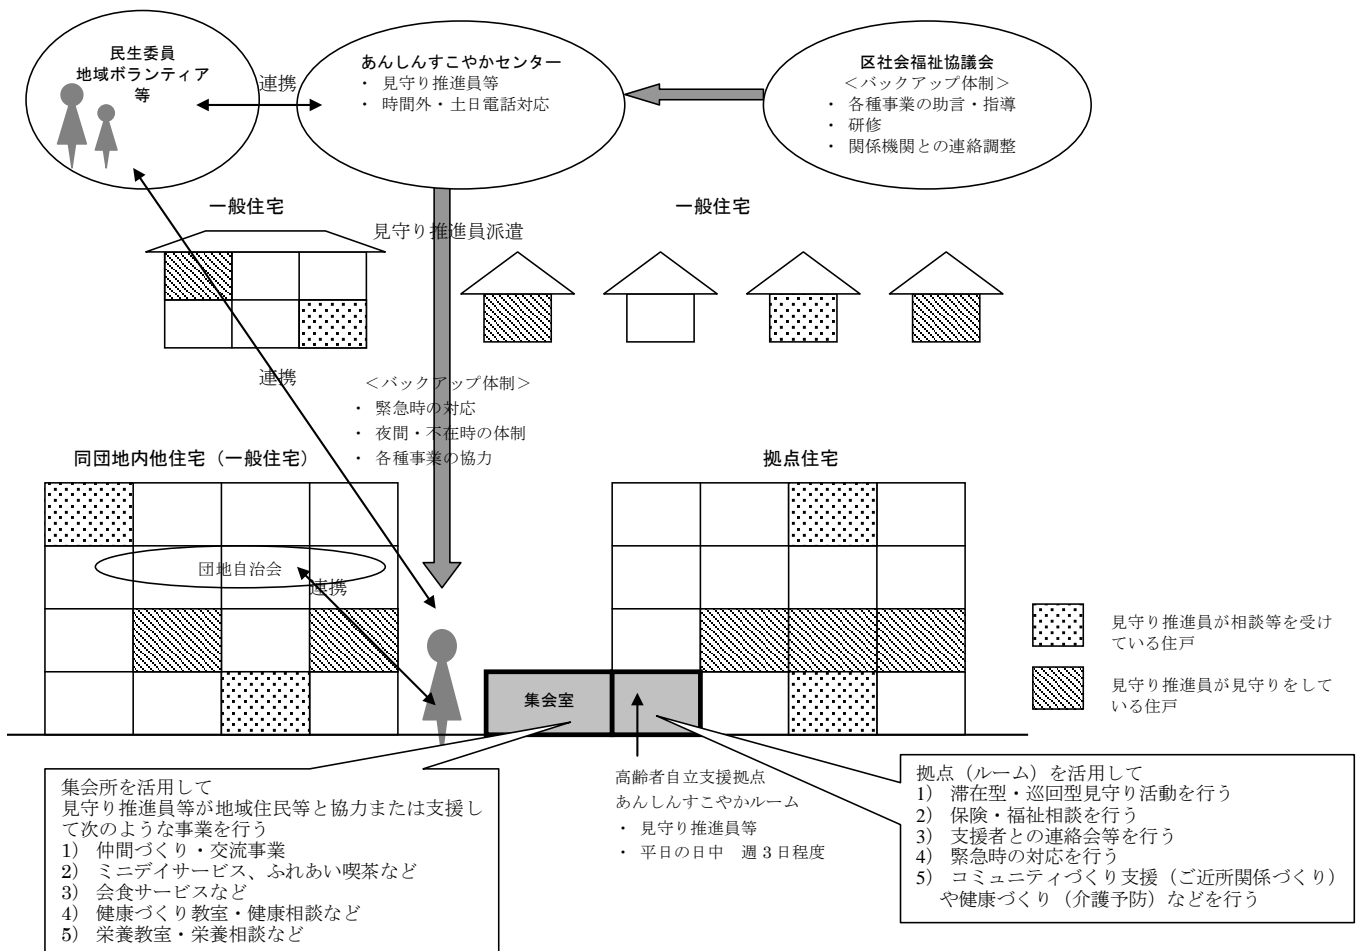 民生委員
地域ボランティア
等
連携
あんしんすこやかセンター
・ 見守り推進員等
・ 時間外・土日電話対応
区社会福祉協議会
<バックアップ体制>
・ 各種事業の助言・指導
・ 研修
・ 関係機関との連絡調整
一般住宅
見守り推進員派遣
一般住宅
連携
<バックアップ体制>
・ 緊急時の対応
・ 夜間・不在時の体制
・ 各種事業の協力
同団地内他住宅(一般住宅)
拠点住宅
団地自治会
連携
見守り推進員が相談等を受け
ている住戸
見守り推進員が見守りをして
いる住戸
集会室
集会所を活用して
見守り推進員等が地域住民等と協力または支援し
て次のような事業を行う
1) 仲間づくり・交流事業
2) ミニデイサービス、ふれあい喫茶など
3) 会食サービスなど
4) 健康づくり教室・健康相談など
5) 栄養教室・栄養相談など
高齢者自立支援拠点
あんしんすこやかルーム
・ 見守り推進員等
・ 平日の日中 週3日程度
拠点(ルーム)を活用して
1) 滞在型・巡回型見守り活動を行う
2) 保険・福祉相談を行う
3) 支援者との連絡会等を行う
4) 緊急時の対応を行う
5) コミュニティづくり支援(ご近所関係づくり)
や健康づくり(介護予防)などを行う